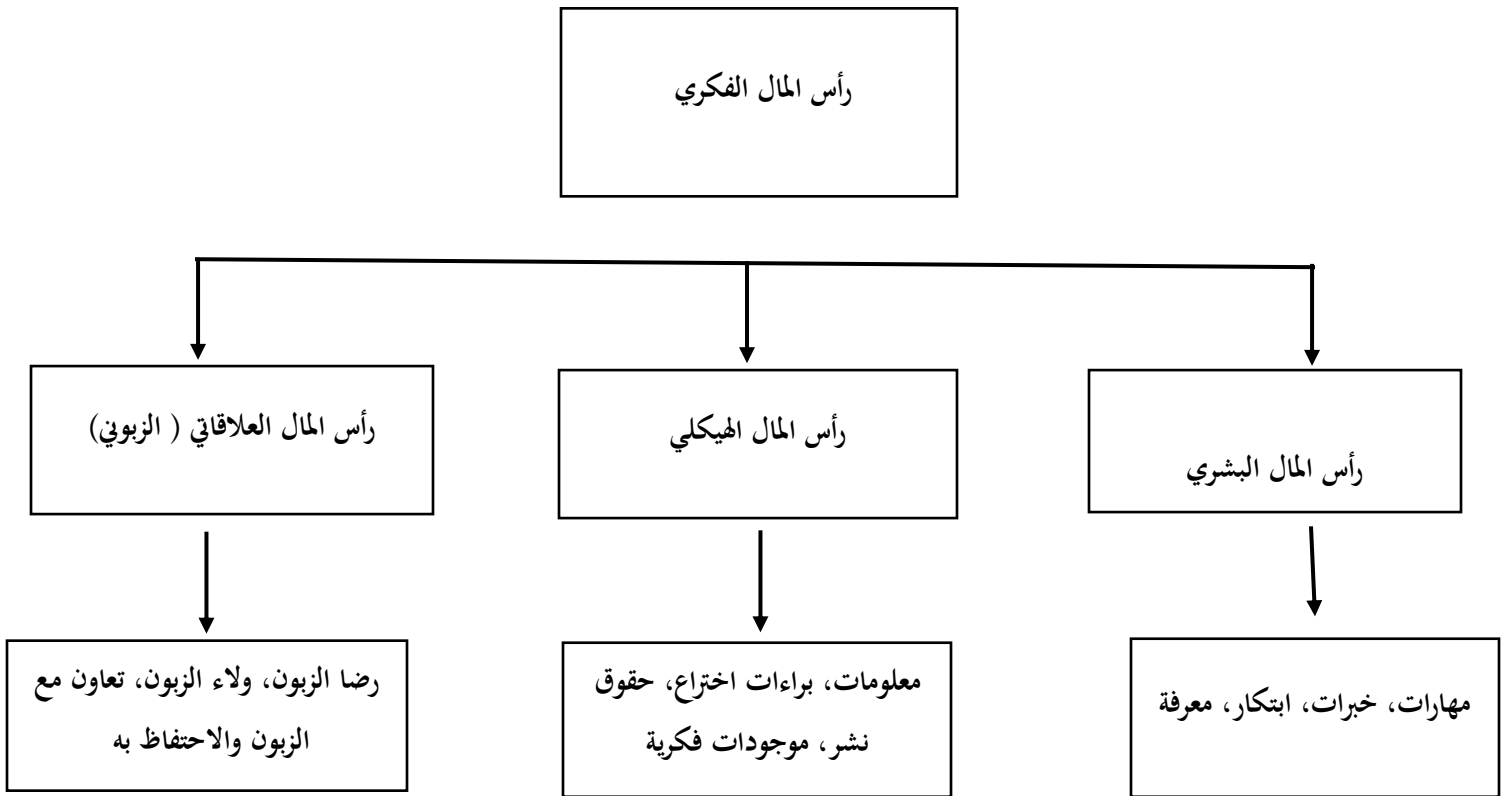 رأس المال الفكري
رأس المال البشري
رأس المال الهيكلي
رأس المال العلاقاتي ( الزبوني)
مهارات، خبرات، ابتكار، معرفة
معلومات، براءات اختراع، حقوق
نشر، موجودات فكرية
رضا الزبون، ولاء الزبون، تعاون مع
الزبون والاحتفاظ به